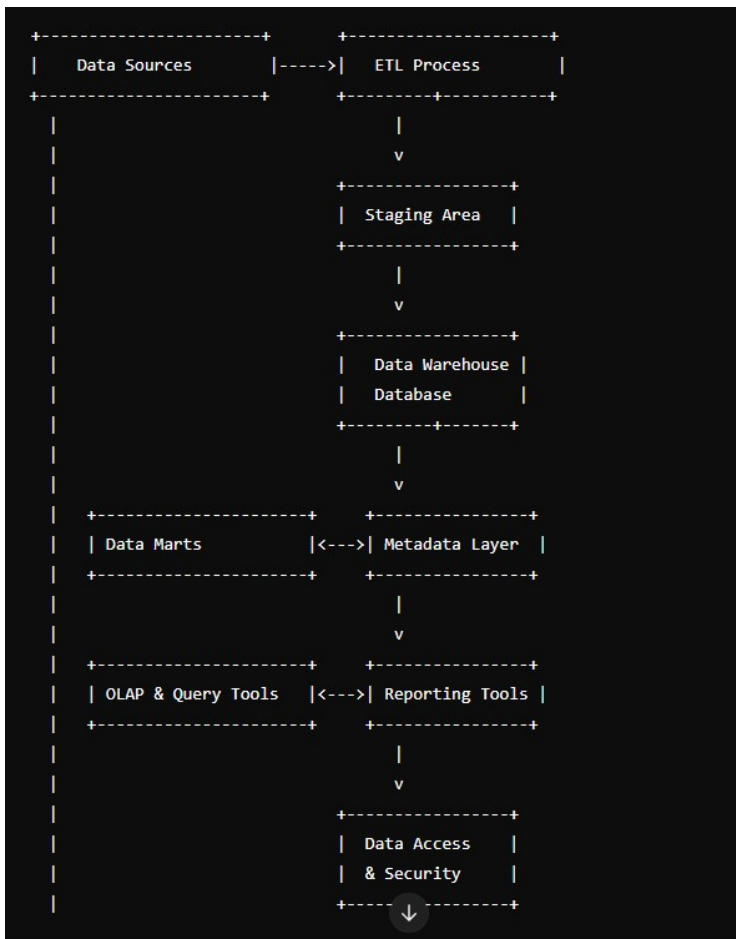 Data Sources ETL Process
Staging Area
Data Warehouse
Database
Data Marts Metadata Layer
OLAP & Query Tools Reporting Tools
Data Access
& Security